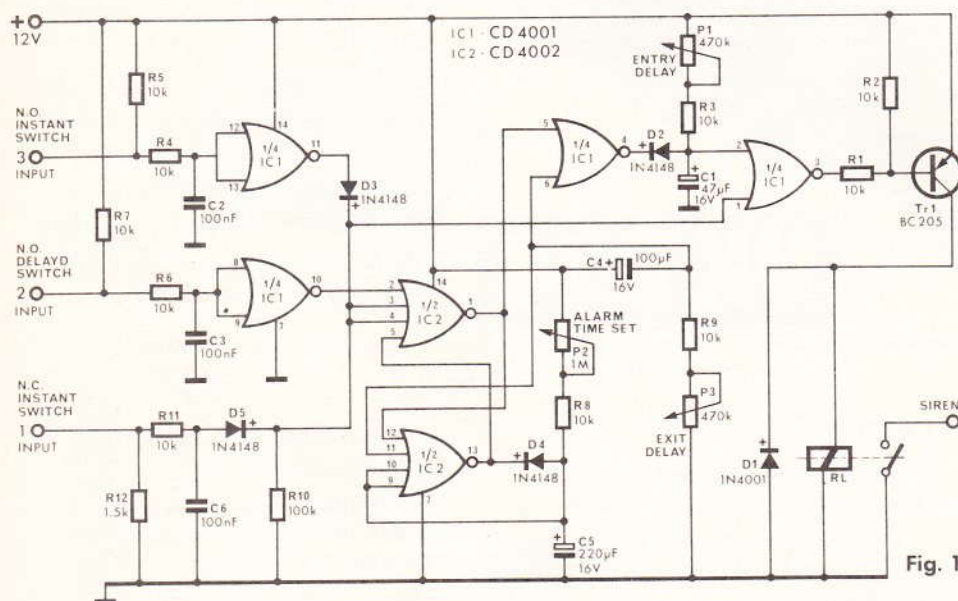 +
12V
IC1 - CD 4001
IC2 - CD 4002
P1
470k
ENTRY
DELAY
R5
10k
R2
10k
N.O.
INSTANT
SWITCH
3
INPUT
R4
10k
12
13
14
1/4
IC1
11
C2
100nF
D3
1N4148
R3
10k
5
6
1/4
IC1
4
D2
1N4148
+
C1
47µF
16V
2
1
1/4
IC1
3
R1
10k
Tr1
BC205
R7
10k
N.O.
DELAYD
SWITCH
2
INPUT
R6
10k
8
9
1/4
IC1
10
7
C3
100nF
2
3
4
5
14
1/2
IC2
1
C4
+
100µF
16V
ALARM
TIME SET
P2
1M
R9
10k
P3
470k
EXIT
DELAY
R8
10k
N.C.
INSTANT
SWITCH
1
INPUT
R11
10k
D5
+
1N4148
R12
1.5k
C6
100nF
R10
100k
12
11
10
9
1/2
IC2
13
7
D4
+
1N4148
+
C5
220µF
16V
+
D1
1N4001
RL
SIREN
Fig. 1